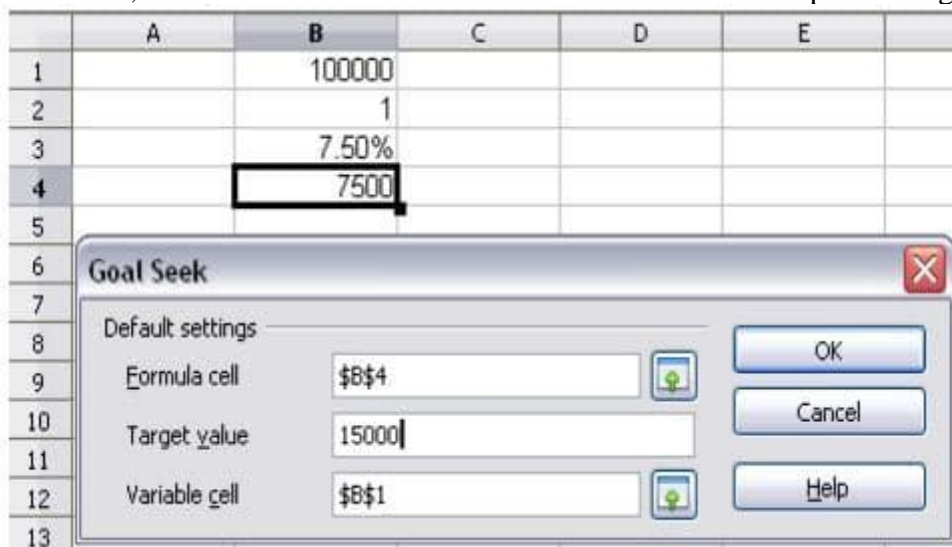 A B C D E
1 100000
2 1
3 7.50%
4 7500
5
6
7
8
9
10
11
12
13
Goal Seek
Default settings
Formula cell $B$4
Target value 15000
Variable cell $B$1
OK
Cancel
Help